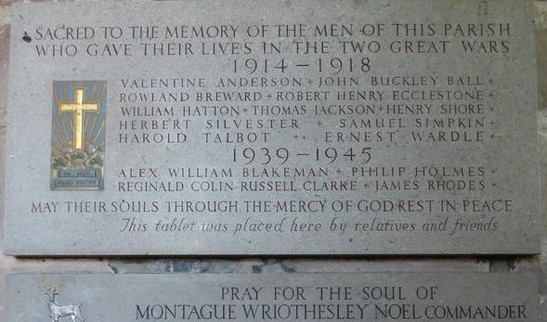 SACRED TO THE MEMORY OF THE MEN OF THIS PARISH
WHO GAVE THEIR LIVES IN THE TWO GREAT WARS
1914-1918
VALENTINE ANDERSON + JOHN BUCKLEY BALL +
ROWLAND BREWARD + ROBERT HENRY ECCLESTONE +
WILLIAM HATTON + THOMAS JACKSON + HENRY SHORE +
HERBERT SILVESTER + SAMUEL SIMPKIN +
HAROLD TALBOT ++ ERNEST WARDLE ++
1939-1945
ALEX WILLIAM BLAKEMAN + PHILIP HOLMES +
REGINALD COLIN RUSSELL CLARKE + JAMES RHODES +
MAY THEIR SOULS THROUGH THE MERCY OF GOD REST IN PEACE
This tablet was placed here by relatives and friends
PRAY FOR THE SOUL OF
MONTAGUE WRIOTHESLEY NOEL COMMANDER